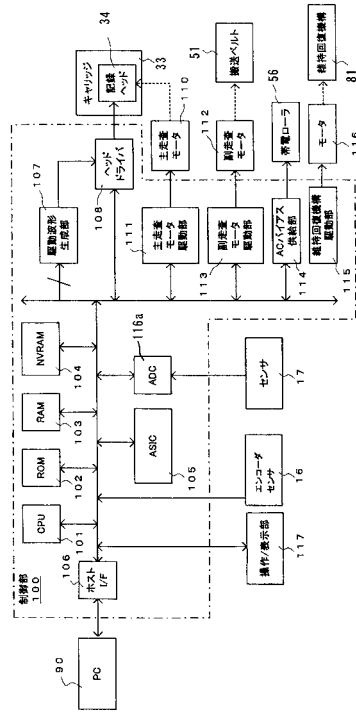 制御部
100
CPU
101
ROM
102
RAM
103
NVRAM
104
駆動波形
生成部
107
ヘッド
ドライバ
108
キャリッジ
33
記録
ヘッド
34
主走査
モータ
駆動部
111
主走査
モータ
110
副走査
モータ
駆動部
113
副走査
モータ
112
搬送ベルト
51
ACバイアス
供給部
114
帯電ローラ
56
維持回復機構
駆動部
115
モータ
116
維持回復機構
81
PC
90
ホスト
I/F
106
ASIC
105
ADC
116a
操作/表示部
117
エンコーダ
センサ
16
センサ
17